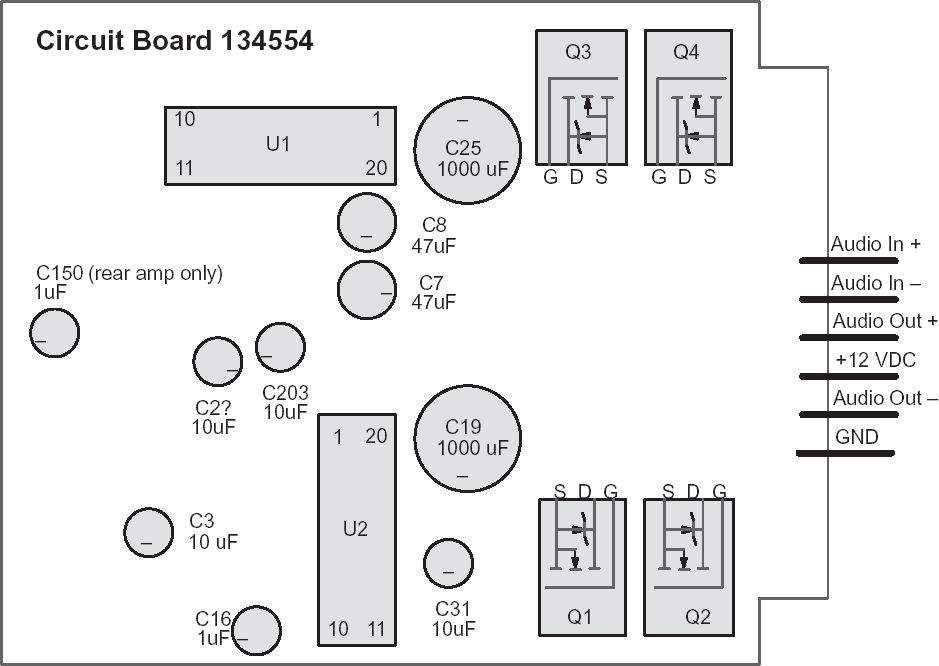 Circuit Board 134554
Q3
Q4
10
1
U1
11
20
–
C25
1000 uF
G D S
G D S
–
C8
47uF
–
C7
47uF
C150 (rear amp only)
1uF
–
–
–
C2?
10uF
C203
10uF
Audio In +
Audio In –
Audio Out +
+12 VDC
Audio Out –
GND
1
20
U2
10
11
C19
1000 uF
–
S D G
S D G
–
C3
10 uF
–
C31
10uF
C16
1uF
–
Q1
Q2